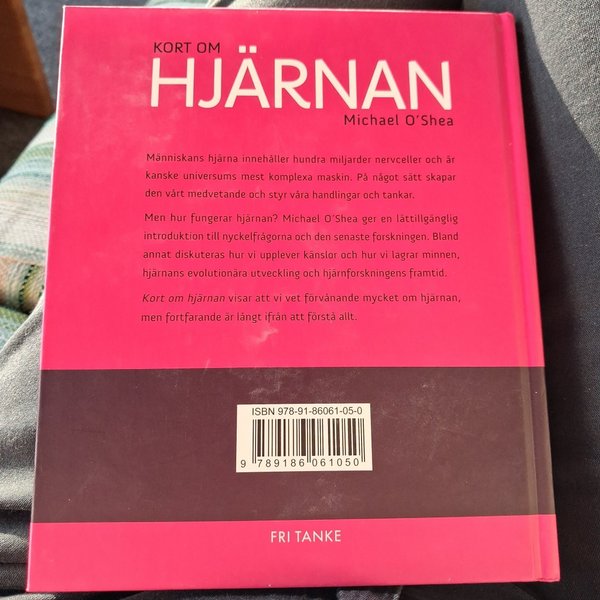 KORT OM
HJÄRNAN
Michael O'Shea
Människans hjärna innehåller hundra miljarder nervceller och är
kanske universums mest komplexa maskin. På något sätt skapar
den vårt medvetande och styr våra handlingar och tankar.
Men hur fungerar hjärnan? Michael O'Shea ger en lättillgänglig
introduktion till nyckelfrågorna och den senaste forskningen. Bland
annat diskuteras hur vi upplever känslor och hur vi lagrar minnen,
hjärnans evolutionära utveckling och hjärnforskningens framtid.
Kort om hjärnan visar att vi vet förvånande mycket om hjärnan,
men fortfarande är långt ifrån att förstå allt.
ISBN 978-91-86061-05-0
9 789186 061050
FRI TANKE